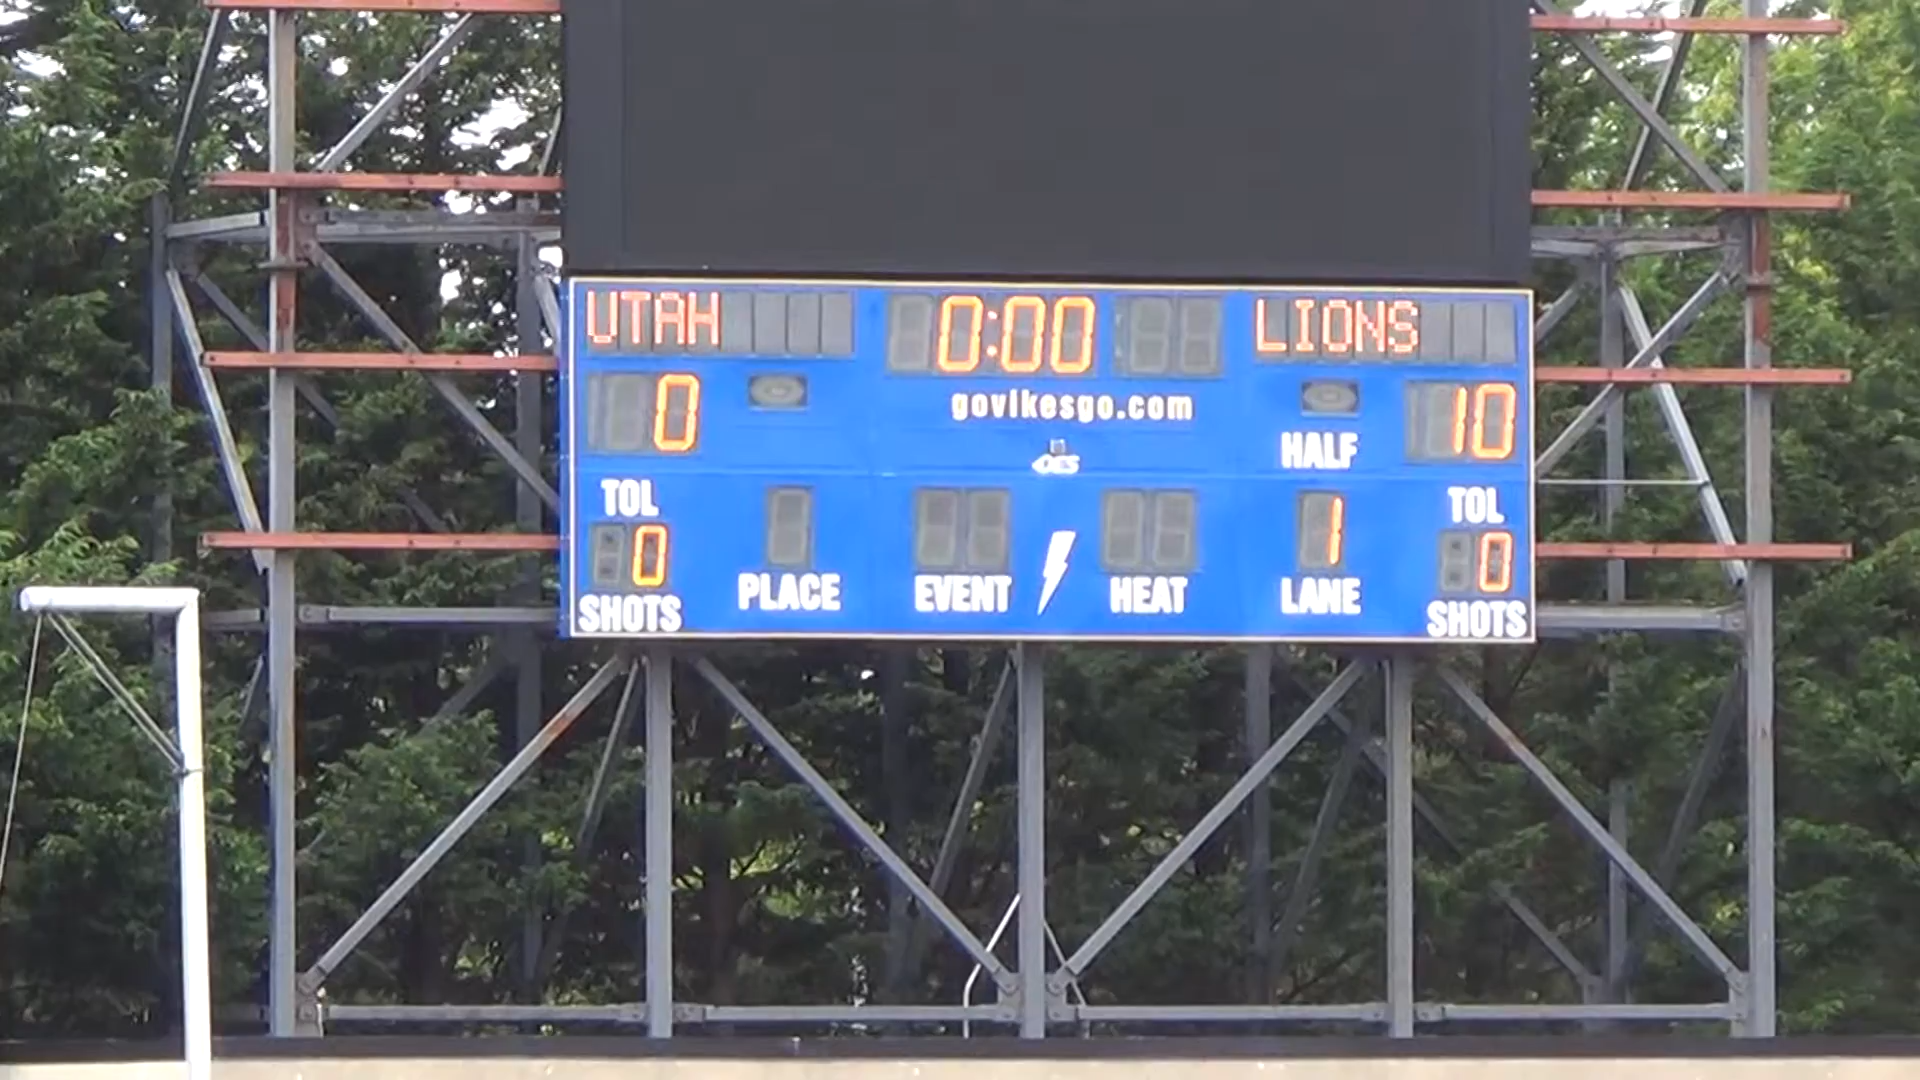 UTAH 0:00 LIONS
0 govikesgo.com 10
OES HALF
TOL 1 TOL
0 0
SHOTS PLACE EVENT HEAT LANE SHOTS